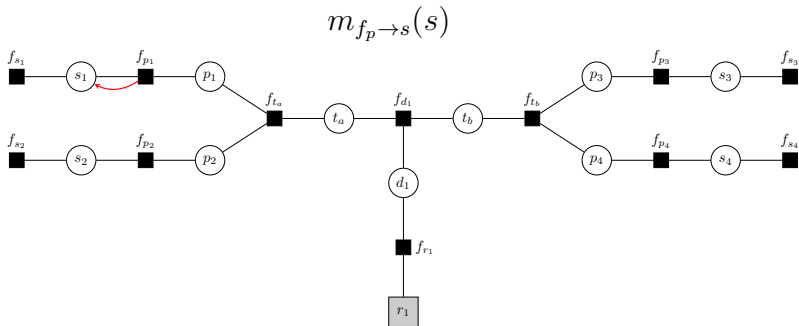 m_{f_p→s}(s)
f_{s_1} f_{p_1} f_{p_3} f_{s_3}
s_1 p_1 p_3 s_3
f_{t_a} f_{d_1} f_{t_b}
t_a t_b
f_{s_2} f_{p_2} f_{p_4} f_{s_4}
s_2 p_2 p_4 s_4
d_1
f_{r_1}
r_1